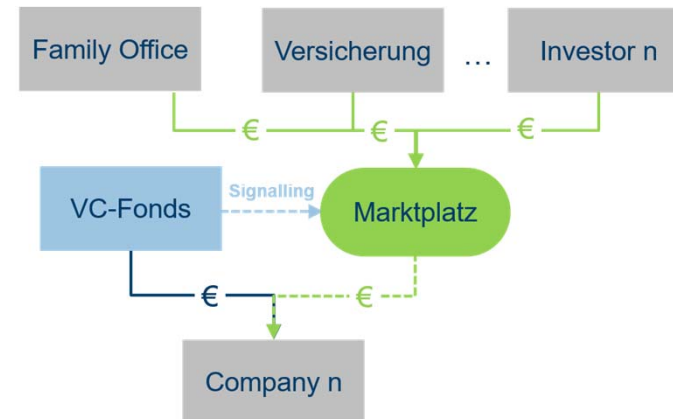 Family Office
Versicherung
...
Investor n
€
€
€
VC-Fonds
Signalling
Marktplatz
€
€
Company n